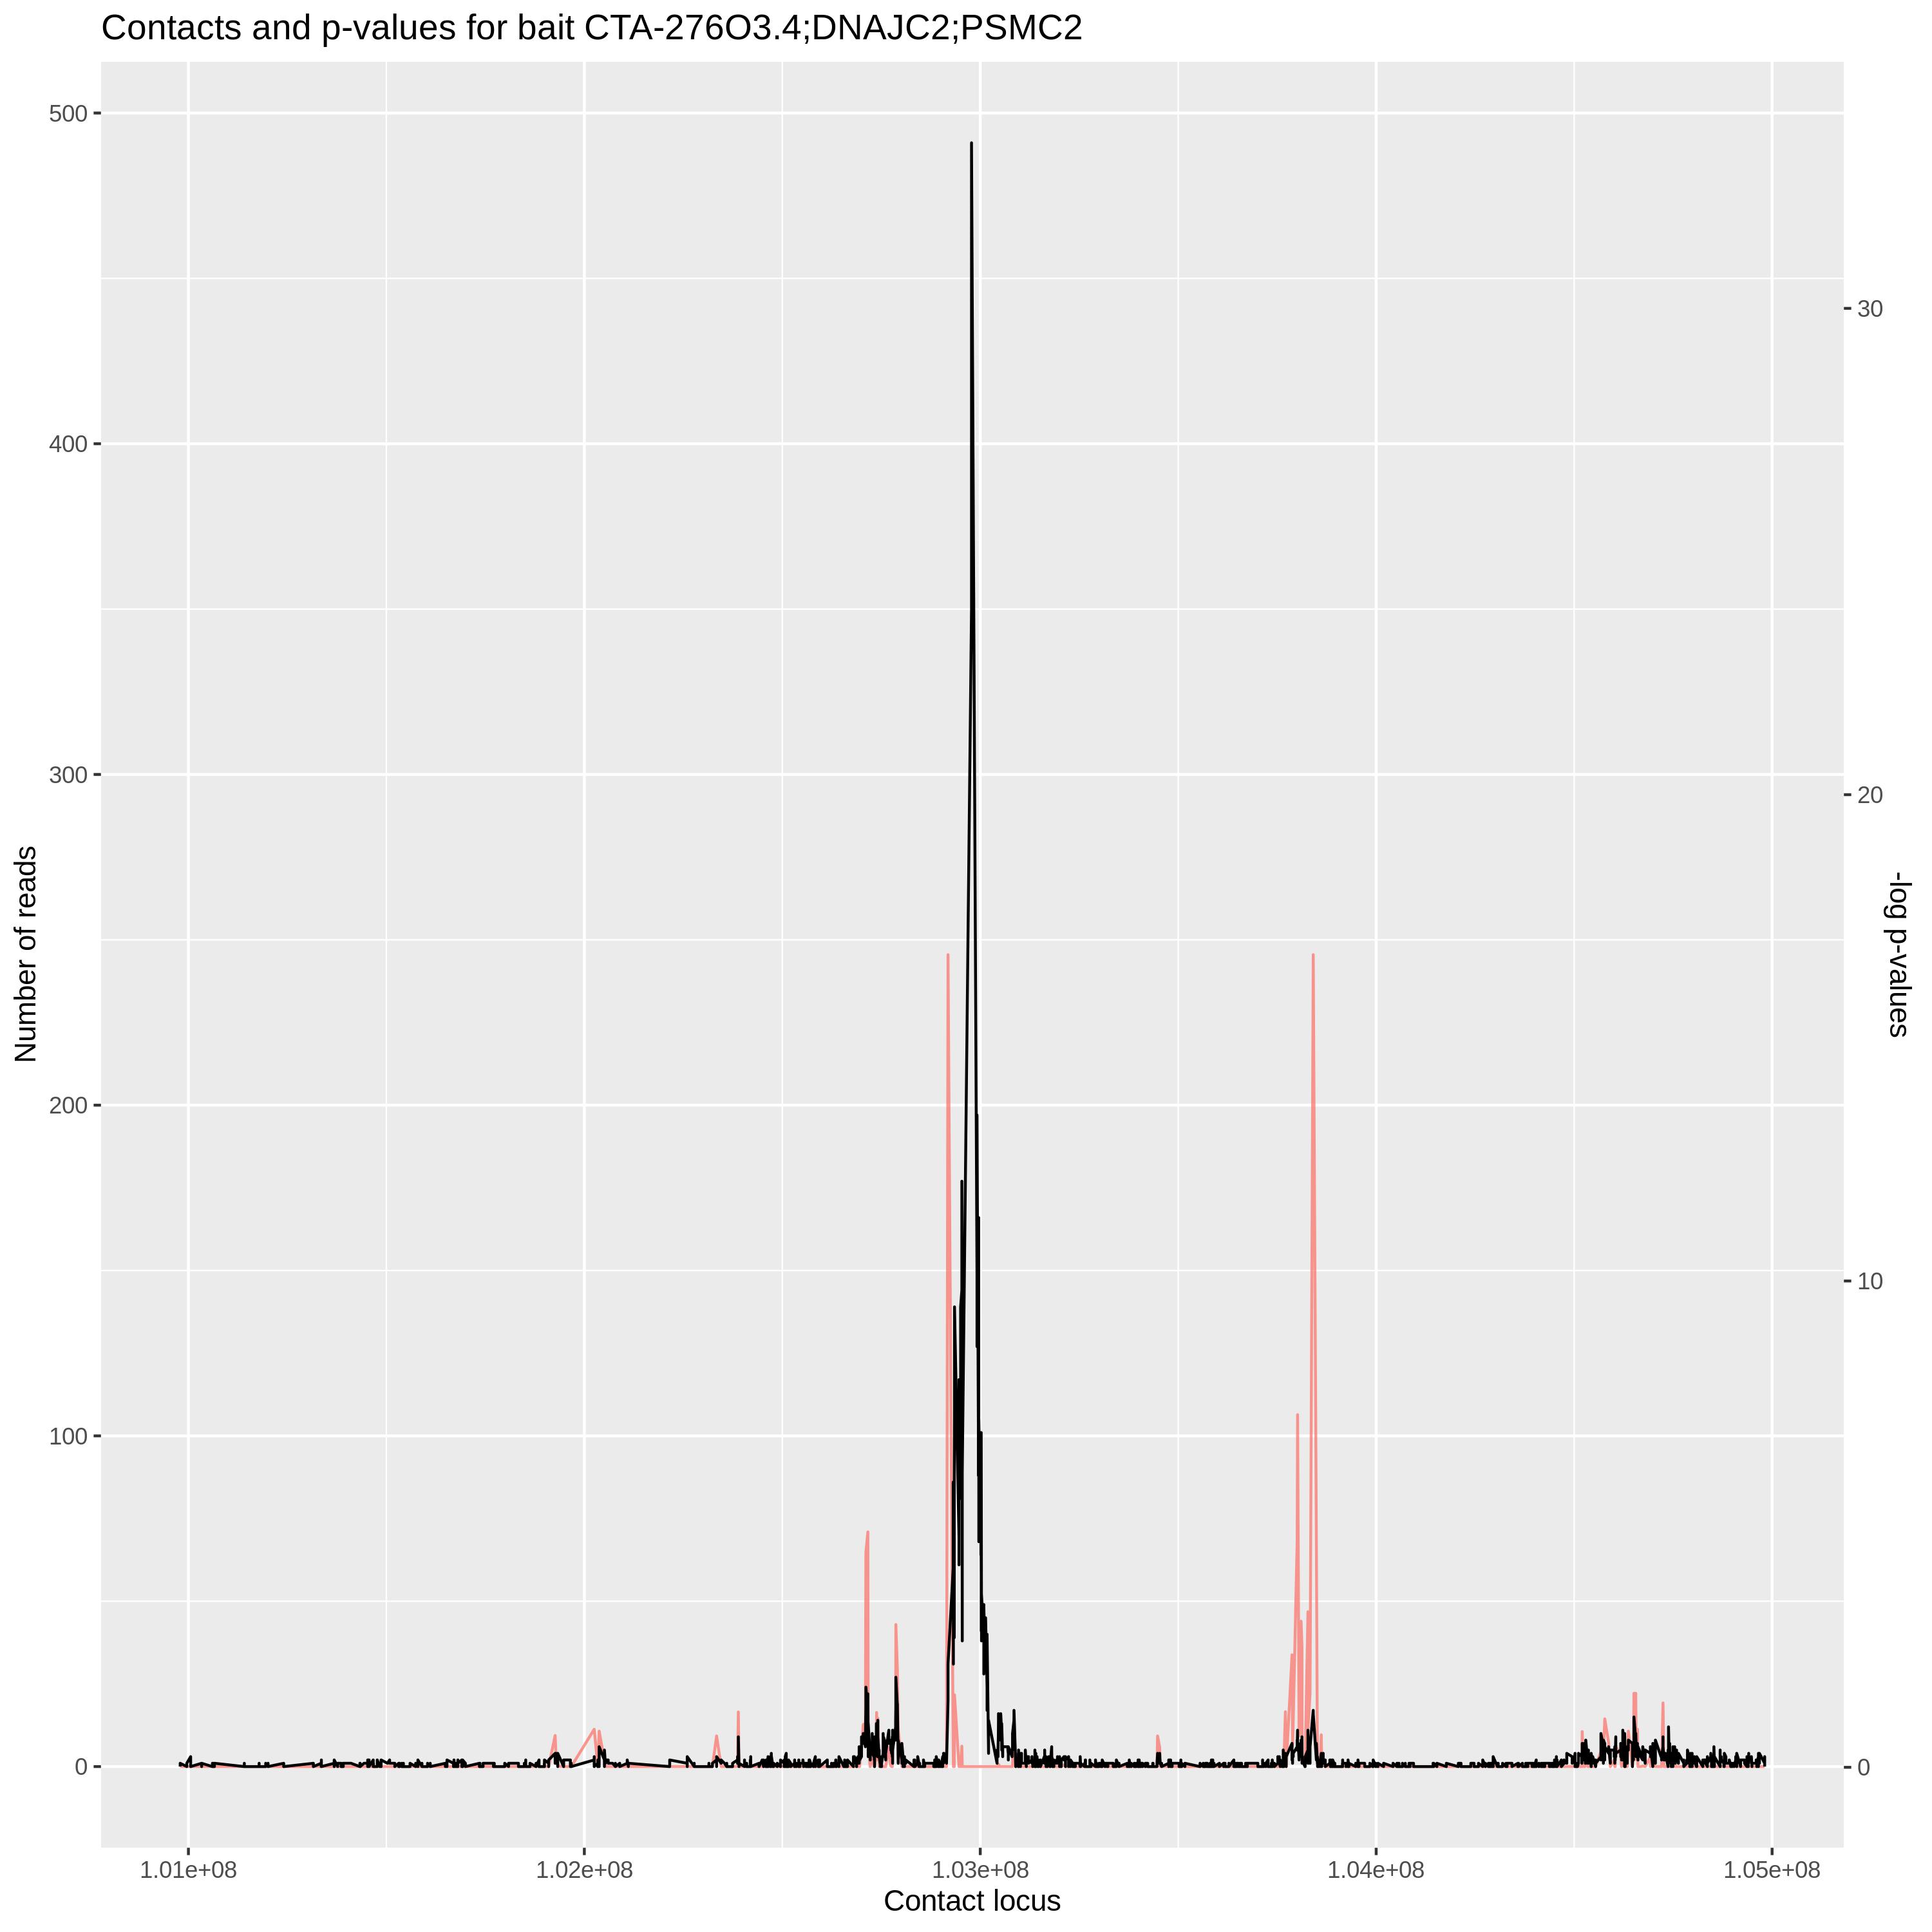 Contacts and p-values for bait CTA-276O3.4;DNAJC2;PSMC2
500
400
300
200
100
0
Number of reads
30
20
10
0
-log p-values
1.01e+08
1.02e+08
1.03e+08
1.04e+08
1.05e+08
Contact locus